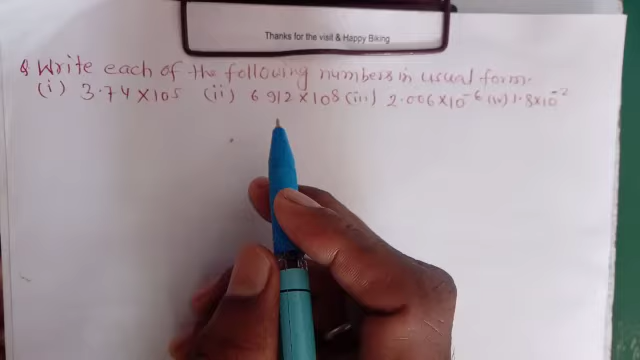 Thanks for the visit & Happy Biking
Q Write each of the following numbers in usual form.
(i) 3.74 × 10⁵ (ii) 6 912 × 10⁸ (iii) 2.006 × 10⁻⁶ (iv) 1.8 × 10⁻²